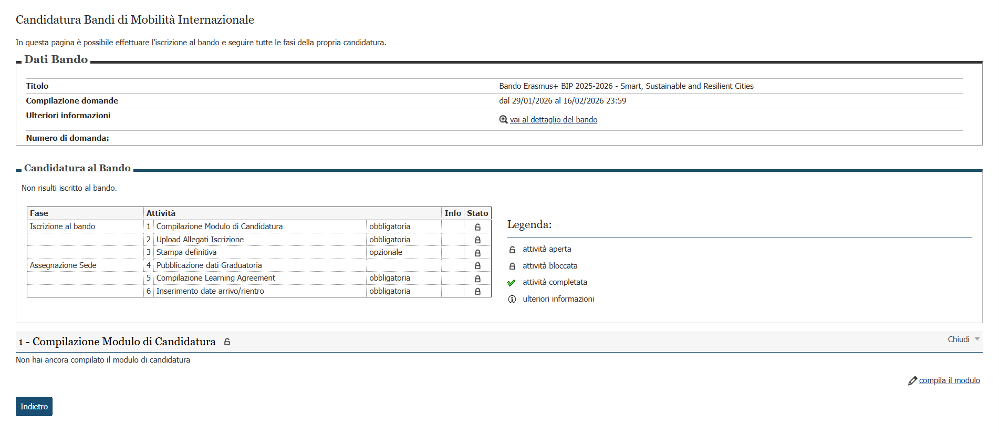 Candidatura Bandi di Mobilità Internazionale
In questa pagina è possibile effettuare l'iscrizione al bando e seguire tutte le fasi della propria candidatura.
Dati Bando
Titolo Bando Erasmus+ BIP 2025-2026 - Smart, Sustainable and Resilient Cities
Compilazione domande dal 29/01/2026 al 16/02/2026 23:59
Ulteriori informazioni vai al dettaglio del bando
Numero di domanda:
Candidatura al Bando
Non risulti iscritto al bando.
Fase Attività Info Stato
Iscrizione al bando 1 Compilazione Modulo di Candidatura obbligatoria
2 Upload Allegati Iscrizione obbligatoria
3 Stampa definitiva opzionale
Assegnazione Sede 4 Pubblicazione dati Graduatoria
5 Compilazione Learning Agreement obbligatoria
6 Inserimento date arrivo/rientro obbligatoria
Legenda:
attività aperta
attività bloccata
attività completata
ulteriori informazioni
1 - Compilazione Modulo di Candidatura Chiudi
Non hai ancora compilato il modulo di candidatura
compila il modulo
Indietro